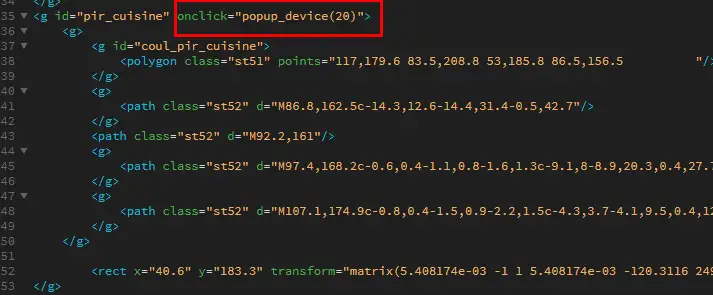 34 </g>
35 <g id="pir_cuisine" onclick="popup_device(20)">
36 <g>
37 <g id="coul_pir_cuisine">
38 <polygon class="st51" points="117,179.6 83.5,208.8 53,185.8 86.5,156.5 "/>
39 </g>
40 <g>
41 <path class="st52" d="M86.8,162.5c-14.3,12.6-14.4,31.4-0.5,42.7"/>
42 </g>
43 <path class="st52" d="M92.2,161"/>
44 <g>
45 <path class="st52" d="M97.4,168.2c-0.6,0.4-1.1,0.8-1.6,1.3c-9.1,8-8.9,20.3,0.4,27.7
46 </g>
47 <g>
48 <path class="st52" d="M107.1,174.9c-0.8,0.4-1.5,0.9-2.2,1.5c-4.3,3.7-4.1,9.5,0.4,12
49 </g>
50 </g>
51
52 <rect x="40.6" y="183.3" transform="matrix(5.408174e-03 -1 1 5.408174e-03 -120.3116 249
53 </g>